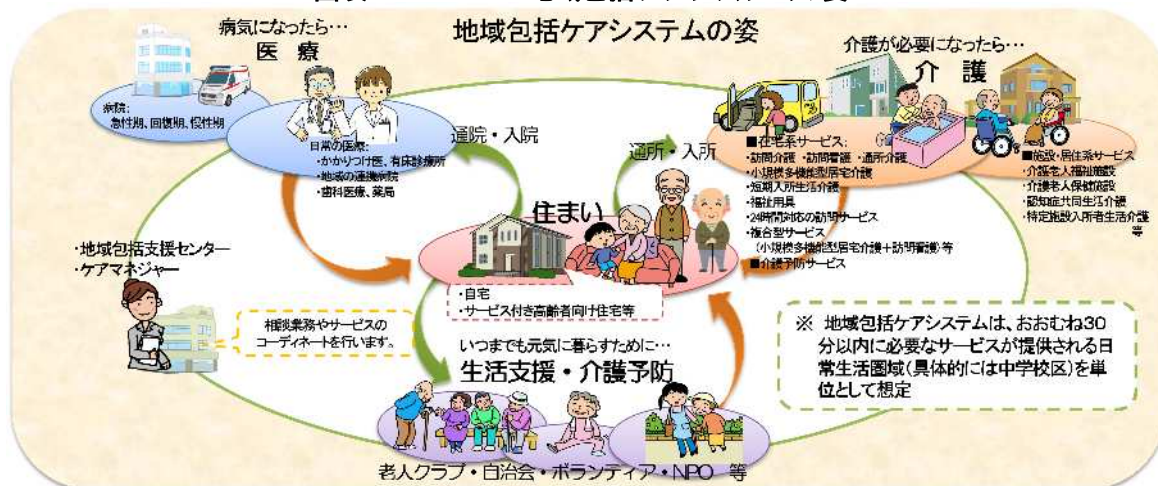 地域包括ケアシステムの姿
病気になったら…
医 療
病院:
急性期、回復期、慢性期
日常の医療:
・かかりつけ医、有床診療所
・地域の連携病院
・歯科医療、薬局
通院・入院
通所・入所
介護が必要になったら…
介 護
■在宅系サービス:
・訪問介護 ・訪問看護 ・通所介護
・小規模多機能型居宅介護
・短期入所生活介護
・福祉用具
・24時間対応の訪問サービス
・複合型サービス
(小規模多機能型居宅介護+訪問看護)等
■介護予防サービス
■施設・居住系サービス
・介護老人福祉施設
・介護老人保健施設
・認知症共同生活介護
・特定施設入所者生活介護
等
住まい
・自宅
・サービス付き高齢者向け住宅等
・地域包括支援センター
・ケアマネジャー
相談業務やサービスの
コーディネートを行います。
いつまでも元気に暮らすために…
生活支援・介護予防
老人クラブ・自治会・ボランティア・NPO 等
※ 地域包括ケアシステムは、おおむね30
分以内に必要なサービスが提供される日
常生活圏域(具体的には中学校区)を単
位として想定